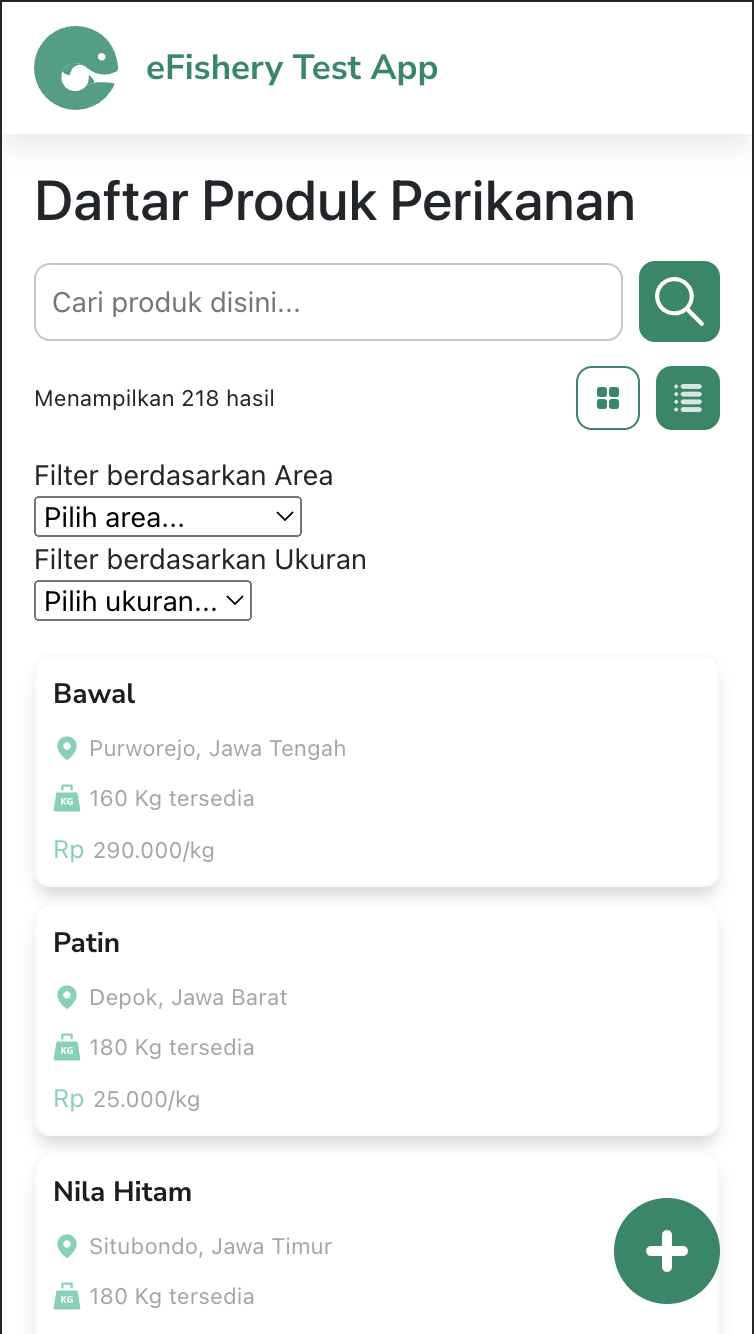 eFishery Test App
Daftar Produk Perikanan
Cari produk disini...
Menampilkan 218 hasil
Filter berdasarkan Area
Pilih area...
Filter berdasarkan Ukuran
Pilih ukuran...
Bawal
Purworejo, Jawa Tengah
KG 160 Kg tersedia
Rp 290.000/kg
Patin
Depok, Jawa Barat
KG 180 Kg tersedia
Rp 25.000/kg
Nila Hitam
Situbondo, Jawa Timur
KG 180 Kg tersedia